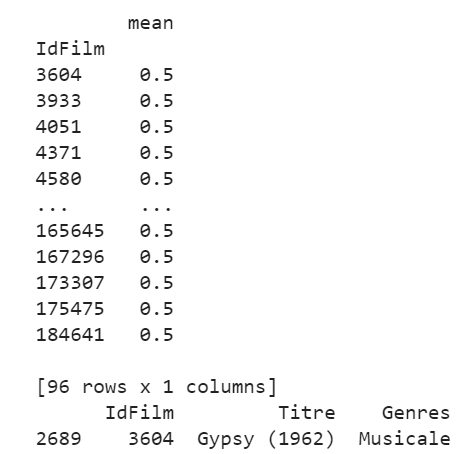 mean
IdFilm
3604 0.5
3933 0.5
4051 0.5
4371 0.5
4580 0.5
... ...
165645 0.5
167296 0.5
173307 0.5
175475 0.5
184641 0.5
[96 rows x 1 columns]
IdFilm Titre Genres
2689 3604 Gypsy (1962) Musicale